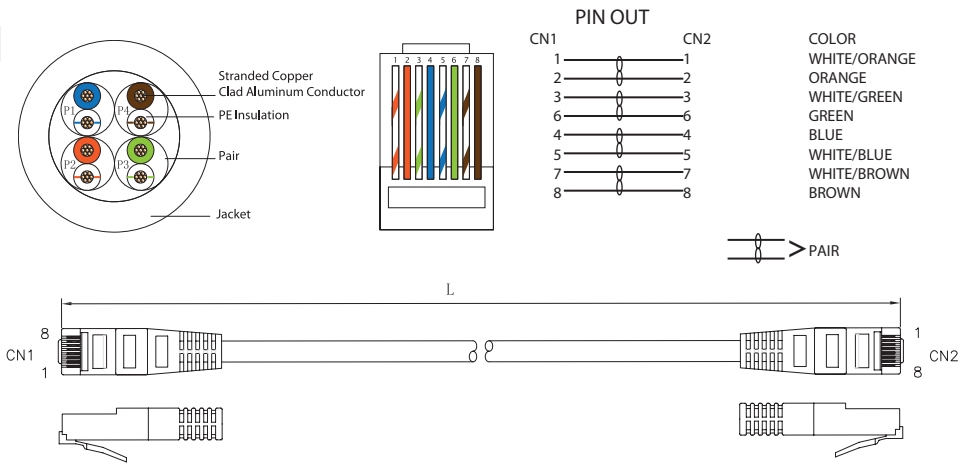 Stranded Copper
Clad Aluminum Conductor
PE Insulation
Pair
Jacket
P1
P4
P2
P3
1 2 3 4 5 6 7 8
PIN OUT
CN1 CN2 COLOR
1 1 WHITE/ORANGE
2 2 ORANGE
3 3 WHITE/GREEN
6 6 GREEN
4 4 BLUE
5 5 WHITE/BLUE
7 7 WHITE/BROWN
8 8 BROWN
PAIR
L
8
CN1
1
1
CN2
8